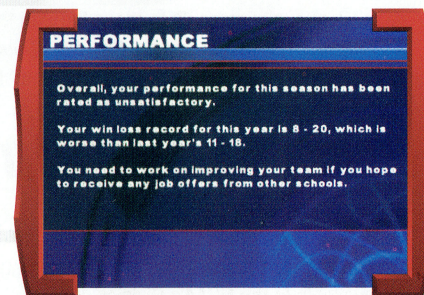 PERFORMANCE
Overall, your performance for this season has been
rated as unsatisfactory.
Your win loss record for this year is 8 - 20, which is
worse than last year's 11 - 18.
You need to work on improving your team if you hope
to receive any job offers from other schools.